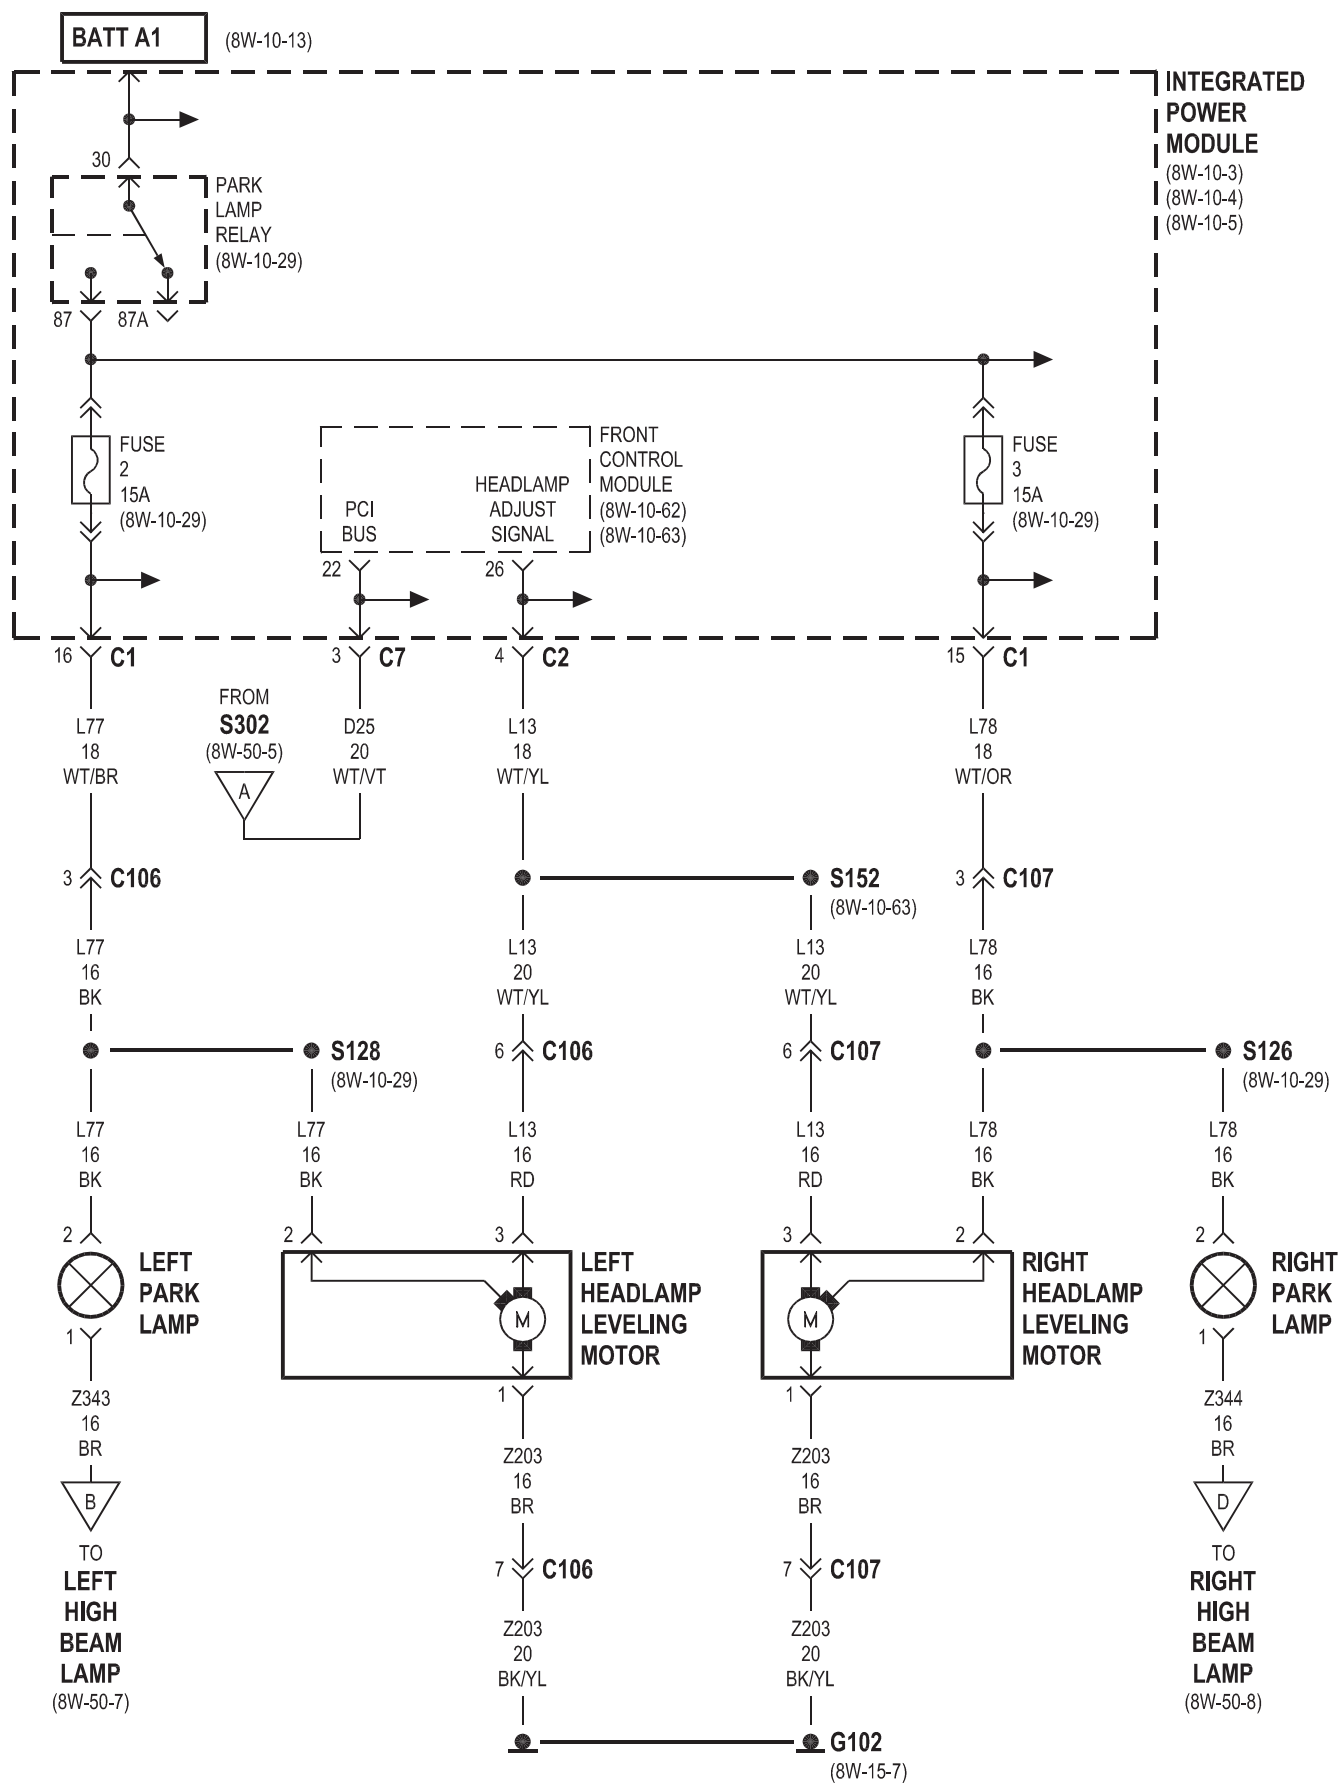 BATT A1
(8W-10-13)
INTEGRATED
POWER
MODULE
(8W-10-3)
(8W-10-4)
(8W-10-5)
30
PARK
LAMP
RELAY
(8W-10-29)
87
87A
FUSE
2
15A
(8W-10-29)
PCI
BUS
HEADLAMP
ADJUST
SIGNAL
FRONT
CONTROL
MODULE
(8W-10-62)
(8W-10-63)
FUSE
3
15A
(8W-10-29)
22
26
16
C1
3
C7
4
C2
15
C1
FROM
S302
(8W-50-5)
A
L77
18
WT/BR
D25
20
WT/VT
L13
18
WT/YL
L78
18
WT/OR
3
C106
S152
(8W-10-63)
3
C107
L77
16
BK
L13
20
WT/YL
L13
20
WT/YL
L78
16
BK
S128
(8W-10-29)
6
C106
6
C107
S126
(8W-10-29)
L77
16
BK
L77
16
BK
L13
16
RD
L13
16
RD
L78
16
BK
L78
16
BK
2
2
3
3
2
2
LEFT
PARK
LAMP
M
LEFT
HEADLAMP
LEVELING
MOTOR
M
RIGHT
HEADLAMP
LEVELING
MOTOR
RIGHT
PARK
LAMP
1
1
1
1
Z343
16
BR
Z203
16
BR
Z203
16
BR
Z344
16
BR
B
D
TO
LEFT
HIGH
BEAM
LAMP
(8W-50-7)
7
C106
7
C107
TO
RIGHT
HIGH
BEAM
LAMP
(8W-50-8)
Z203
20
BK/YL
Z203
20
BK/YL
G102
(8W-15-7)